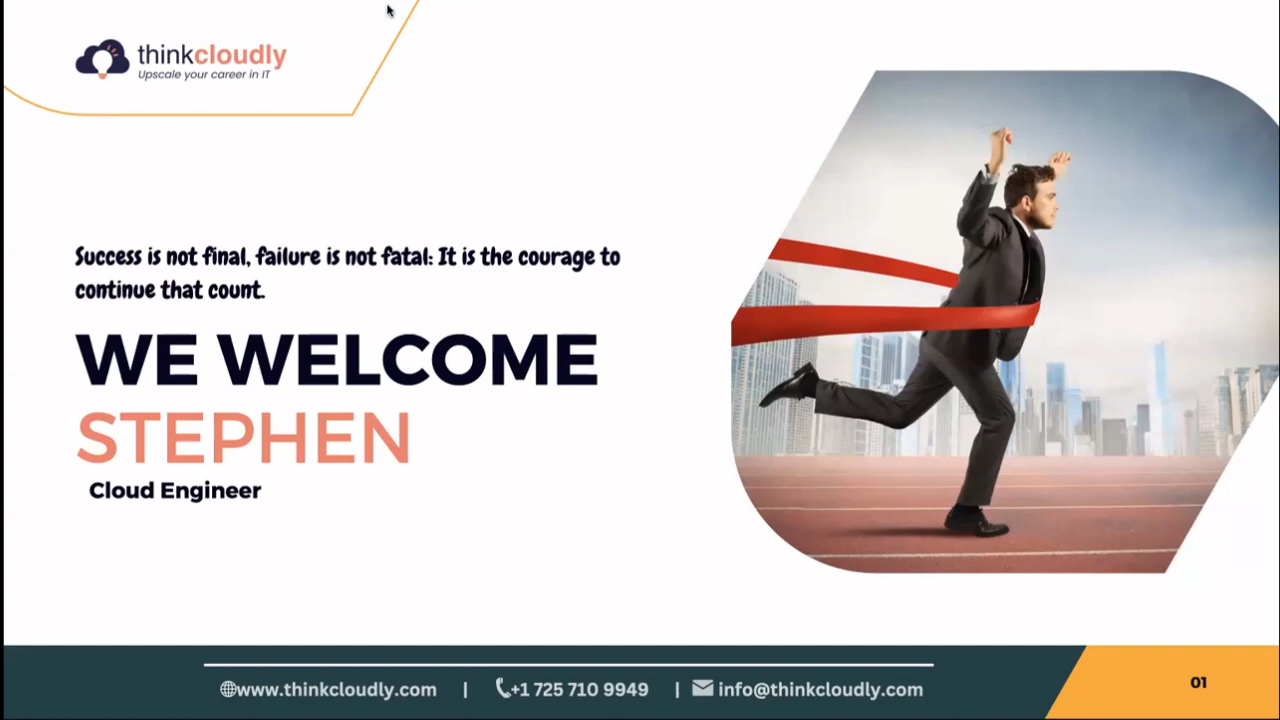 thinkcloudly
Upscale your career in IT
Success is not final, failure is not fatal: It is the courage to
continue that count.
WE WELCOME
STEPHEN
Cloud Engineer
www.thinkcloudly.com | +1 725 710 9949 | info@thinkcloudly.com
01